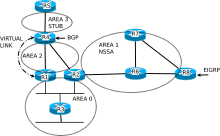 R5
AREA 3
STUB
VIRTUAL
LINK
R4
BGP
R7
AREA 1
NSSA
AREA 2
R1
R2
R6
R8
EIGRP
AREA 0
R3